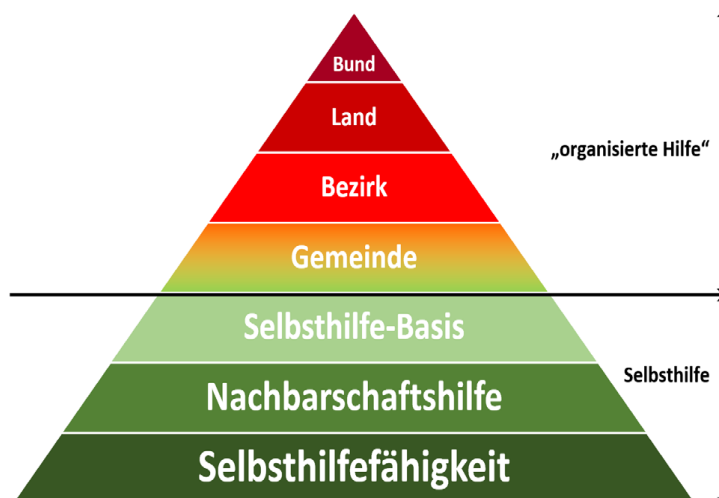 Bund
Land
„organisierte Hilfe“
Bezirk
Gemeinde
Selbsthilfe-Basis
Selbsthilfe
Nachbarschaftshilfe
Selbsthilfefähigkeit